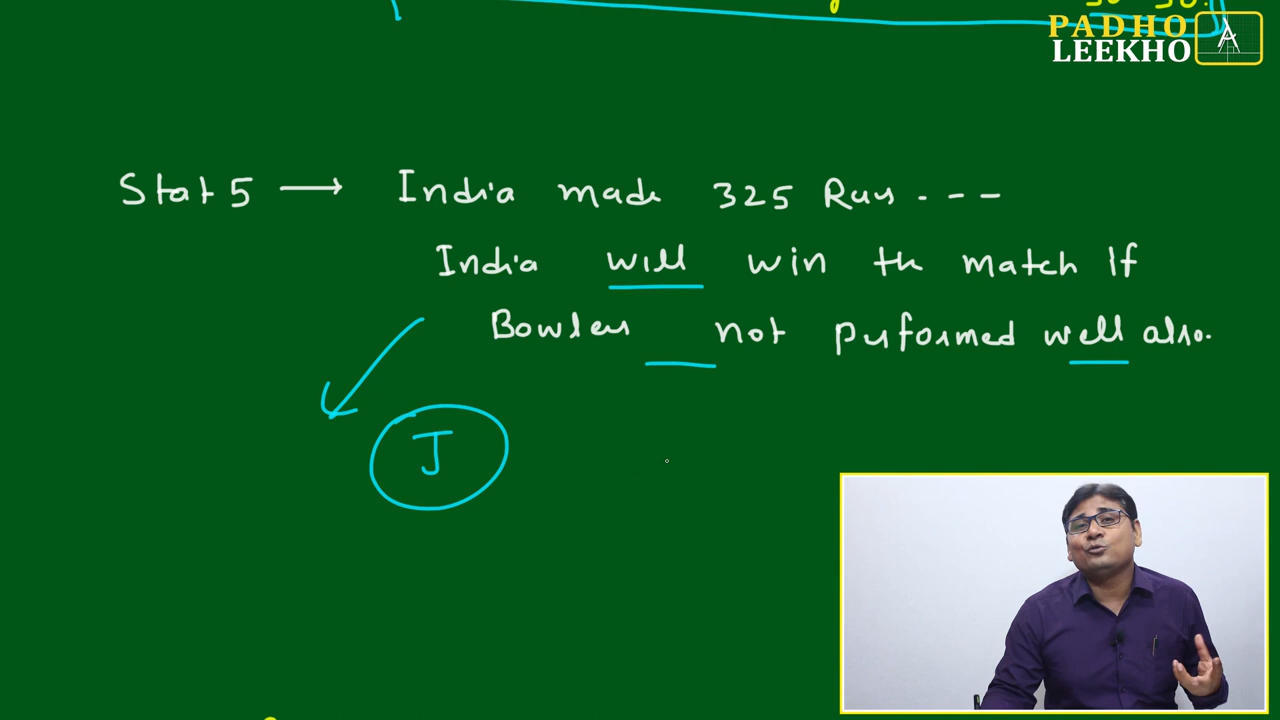 PADHO
LEEKHO
Stat 5 → India made 325 Runs - - -
India will win the match If
Bowlers not performed well also.
J